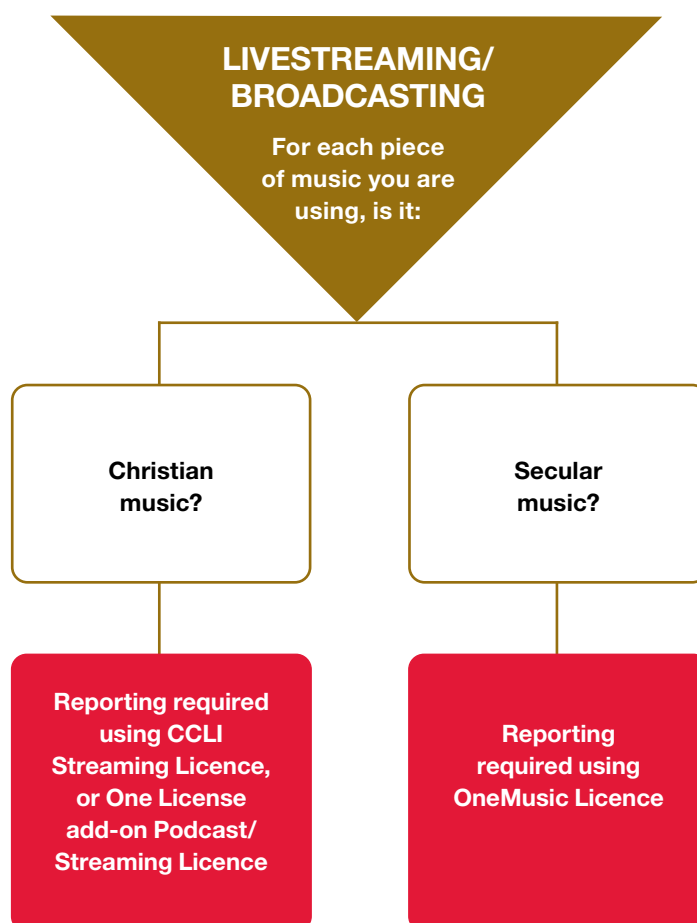 LIVESTREAMING/
BROADCASTING
For each piece
of music you are
using, is it:
Christian
music?
Secular
music?
Reporting required
using CCLI
Streaming Licence,
or One License
add-on Podcast/
Streaming Licence
Reporting
required using
OneMusic Licence